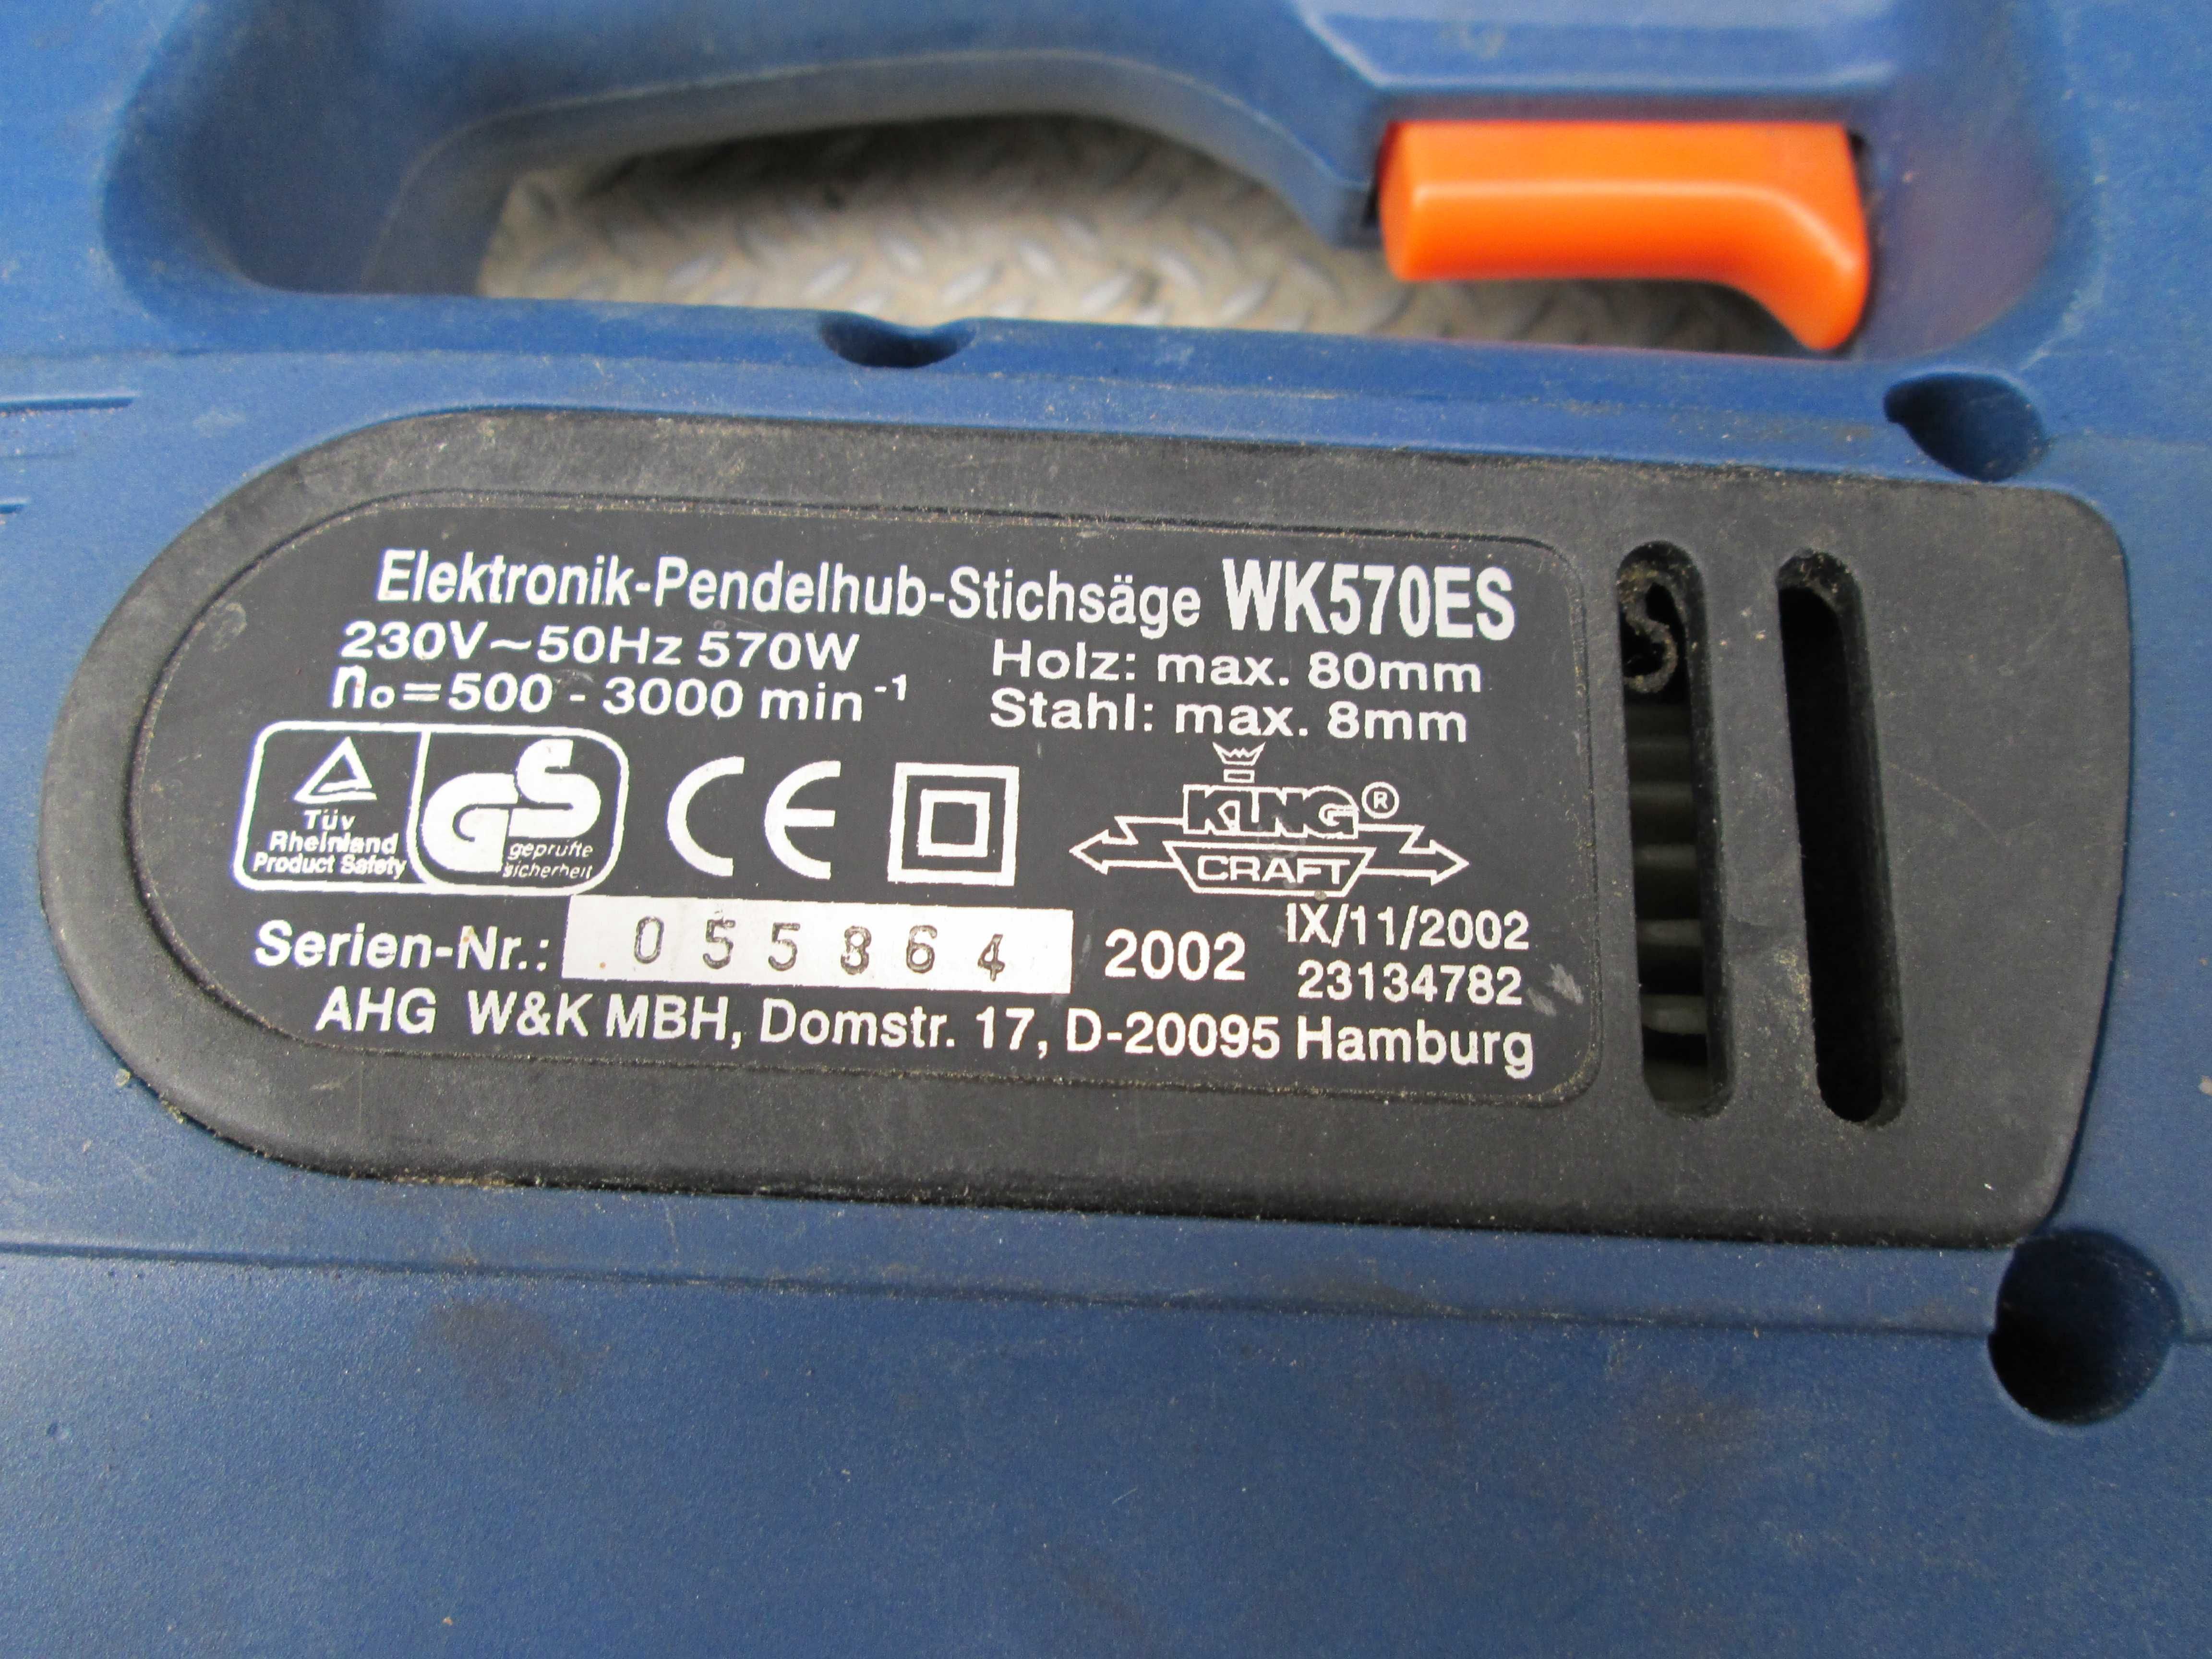 Elektronik-Pendelhub-Stichsäge WK570ES
230V~50Hz 570W
n₀=500 - 3000 min⁻¹
Holz: max. 80mm
Stahl: max. 8mm
TÜV
Rheinland
Product Safety
GS
geprüfte
sicherheit
CE
KING®
CRAFT
Serien-Nr.: 055864 2002
IX/11/2002
23134782
AHG W&K MBH, Domstr. 17, D-20095 Hamburg